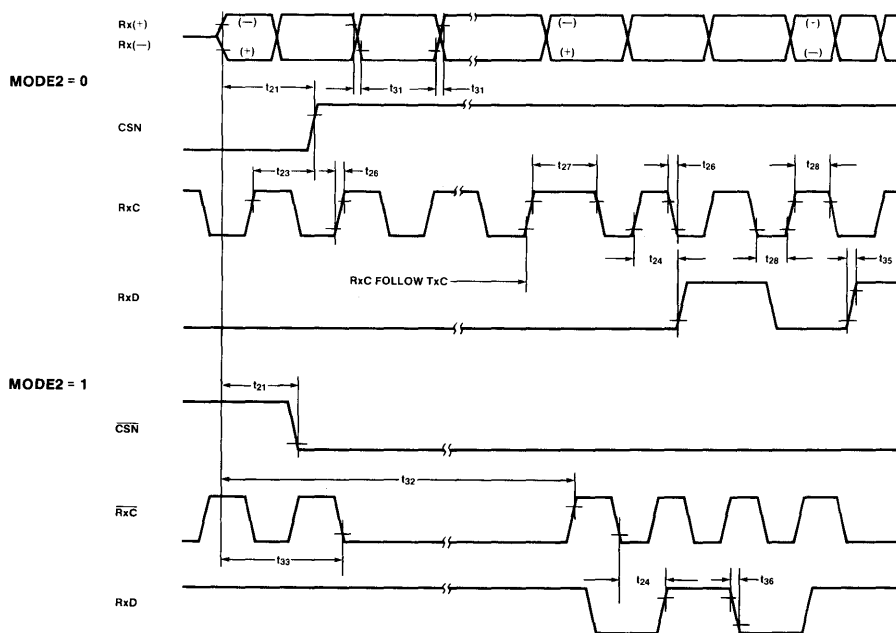 Rx(+)
Rx(—)
(—) (—) (-)
(+) (+) (—)
MODE2 = 0
t21 t31 t31
CSN
t23 t26 t27 t26 t28
RxC
t24 t28 t35
RxC FOLLOW TxC
RxD
MODE2 = 1
t21
CSN
t32
RxC
t33 t24 t36
RxD